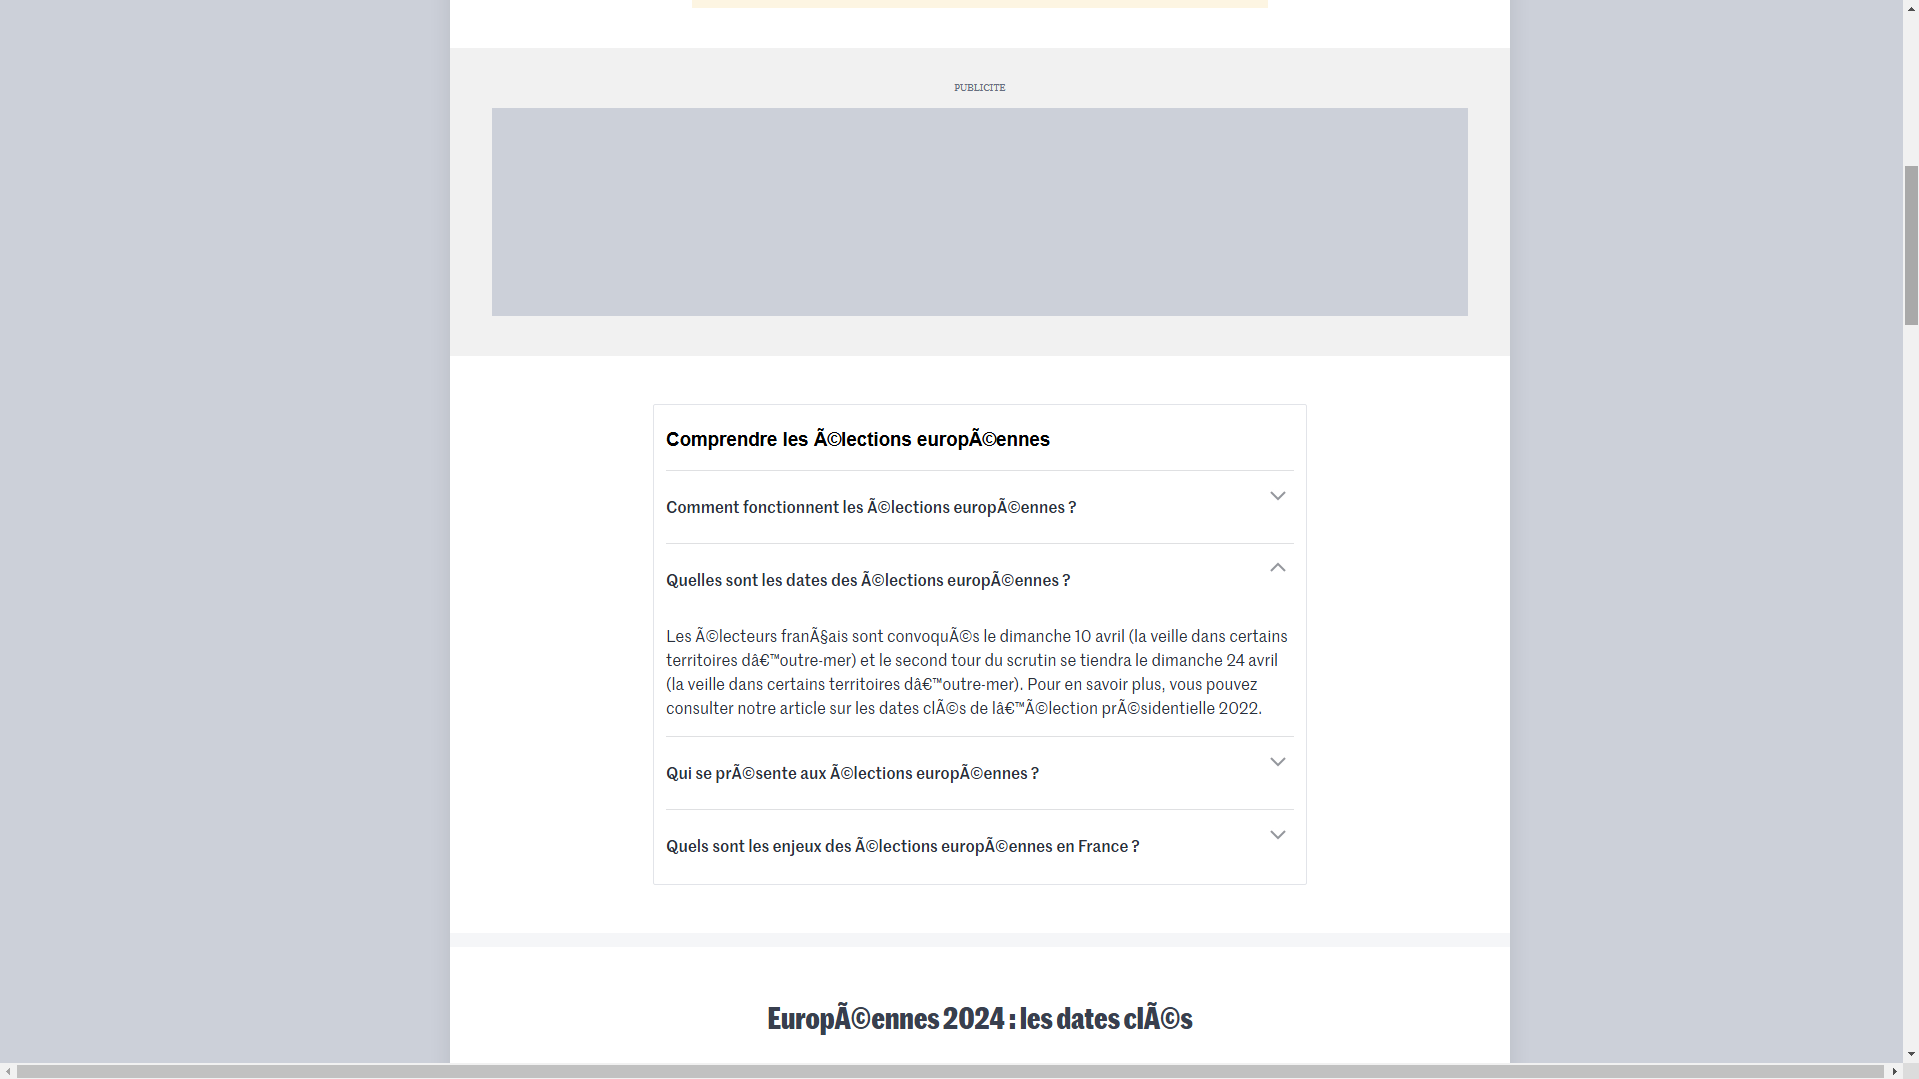 PUBLICITE
Comprendre les Ã©lections europÃ©ennes
Comment fonctionnent les Ã©lections europÃ©ennes ?
Quelles sont les dates des Ã©lections europÃ©ennes ?
Les Ã©lecteurs franÃ§ais sont convoquÃ©s le dimanche 10 avril (la veille dans certains
territoires dâ€™outre-mer) et le second tour du scrutin se tiendra le dimanche 24 avril
(la veille dans certains territoires dâ€™outre-mer). Pour en savoir plus, vous pouvez
consulter notre article sur les dates clÃ©s de lâ€™Ã©lection prÃ©sidentielle 2022.
Qui se prÃ©sente aux Ã©lections europÃ©ennes ?
Quels sont les enjeux des Ã©lections europÃ©ennes en France ?
EuropÃ©ennes 2024 : les dates clÃ©s